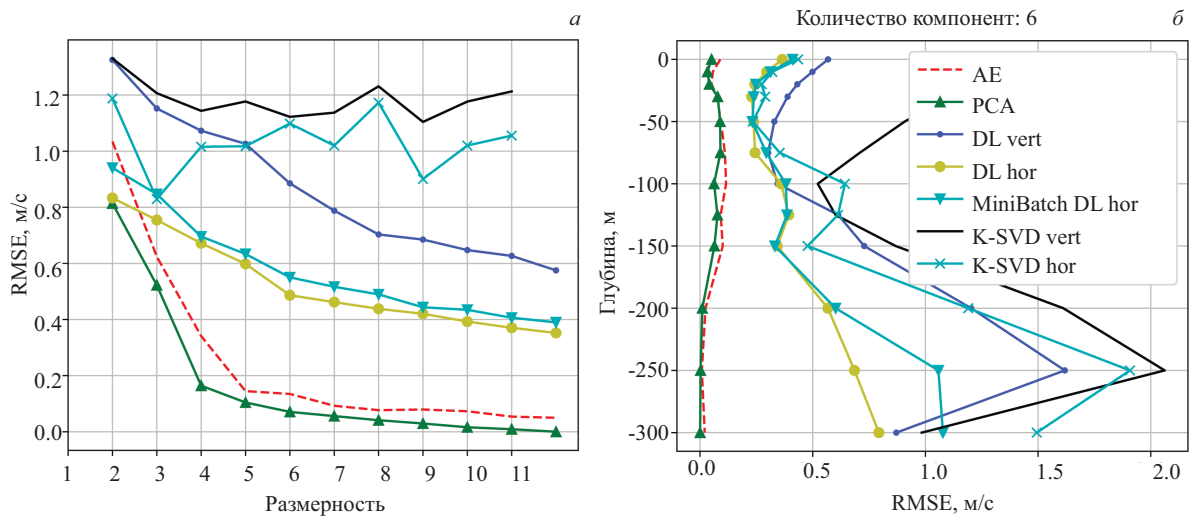 а
RMSE, м/с
1.2
1.0
0.8
0.6
0.4
0.2
0.0
1 2 3 4 5 6 7 8 9 10 11
Размерность
Количество компонент: 6
б
Глубина, м
0
-50
-100
-150
-200
-250
-300
AE
PCA
DL vert
DL hor
MiniBatch DL hor
K-SVD vert
K-SVD hor
0.0 0.5 1.0 1.5 2.0
RMSE, м/с